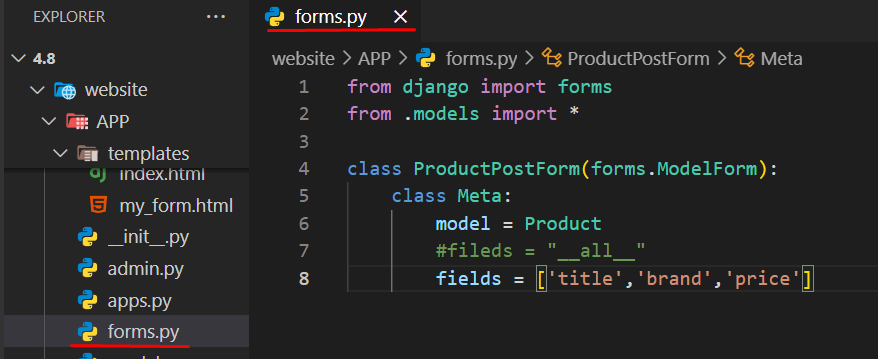 EXPLORER
4.8
website
APP
templates
index.html
my_form.html
__init__.py
admin.py
apps.py
forms.py
forms.py
website > APP > forms.py > ProductPostForm > Meta
1 from django import forms
2 from .models import *
3
4 class ProductPostForm(forms.ModelForm):
5 class Meta:
6 model = Product
7 #fileds = "__all__"
8 fields = ['title','brand','price']